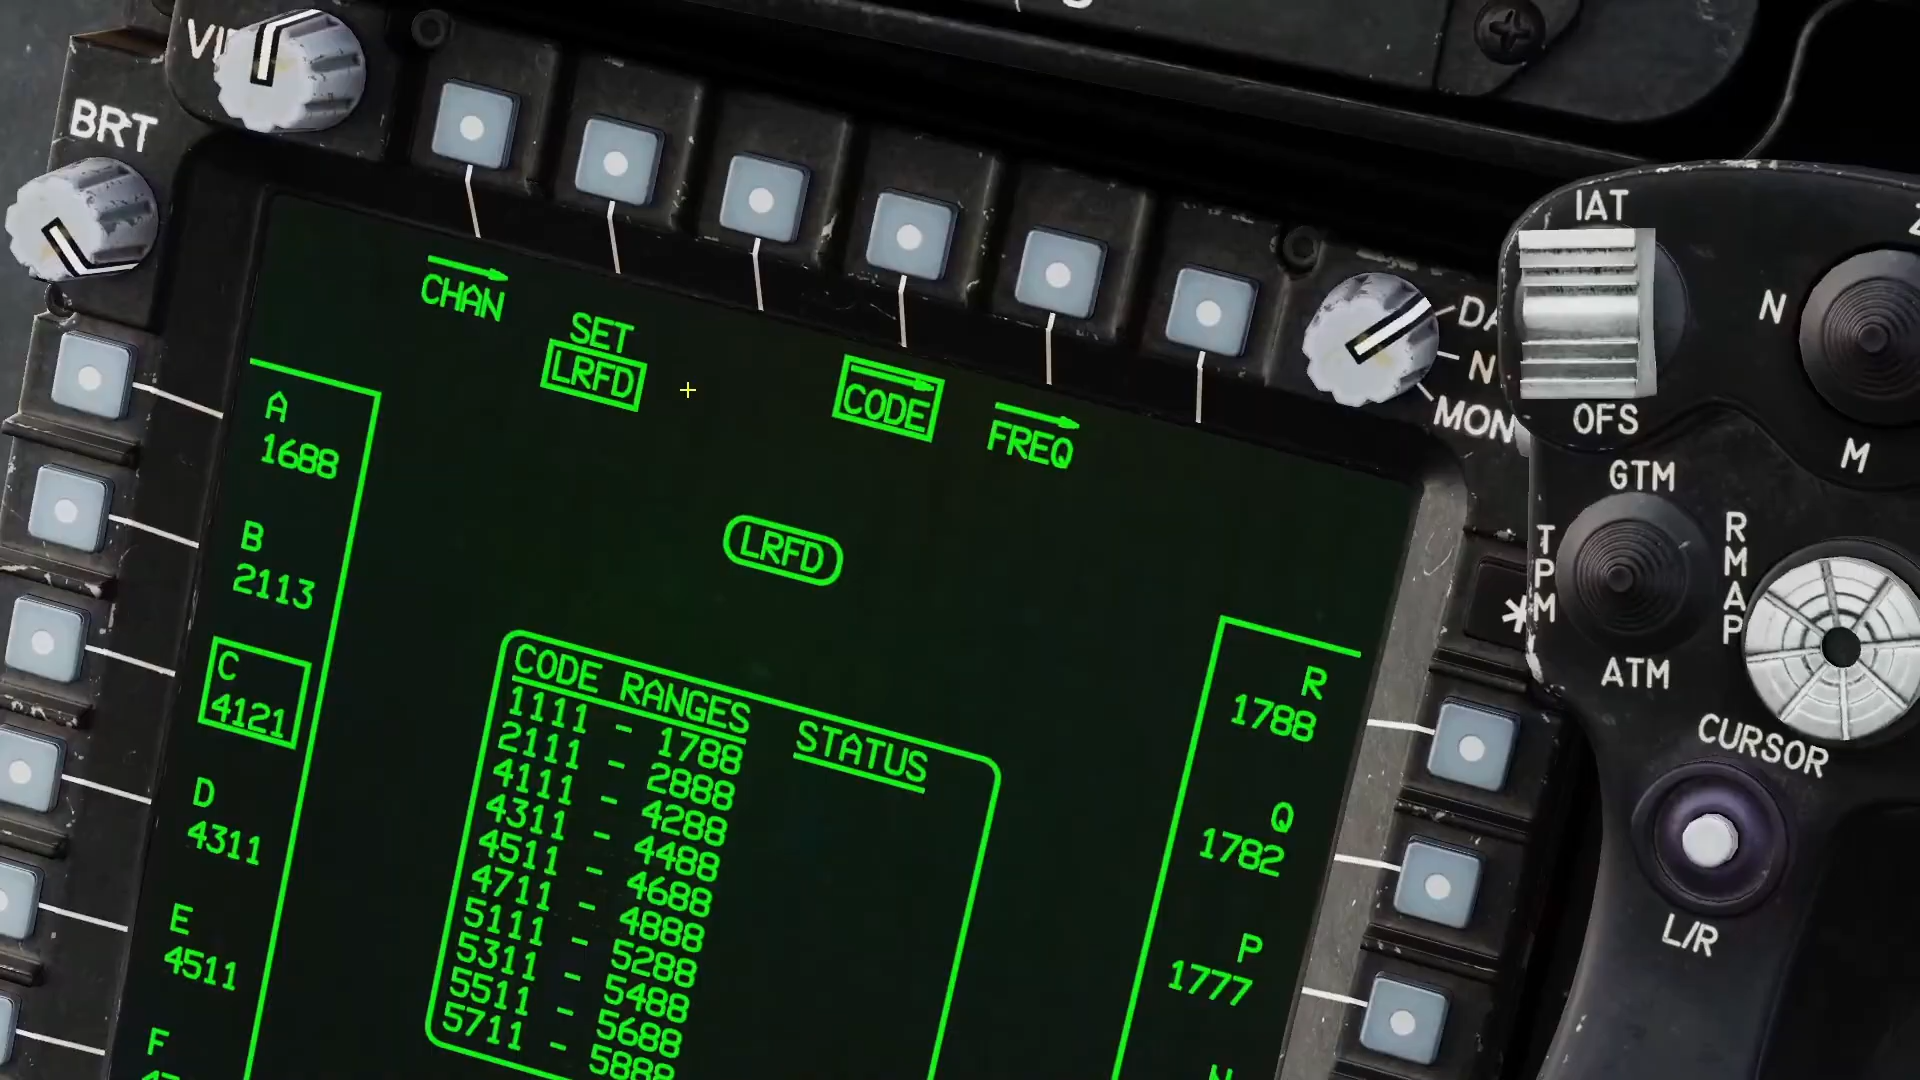 BRT
CHAN
SET
LRFD
CODE
FREQ
MON
IAT
OFS
N
M
GTM
TPM
RMAP
ATM
CURSOR
L/R
LRFD
A
1688
B
2113
C
4121
D
4311
E
4511
F
CODE RANGES STATUS
1111 - 1788
2111 - 2888
4111 - 4288
4311 - 4488
4511 - 4688
4711 - 4888
5111 - 5288
5311 - 5488
5511 - 5688
5711 - 5888
R
1788
Q
1782
P
1777